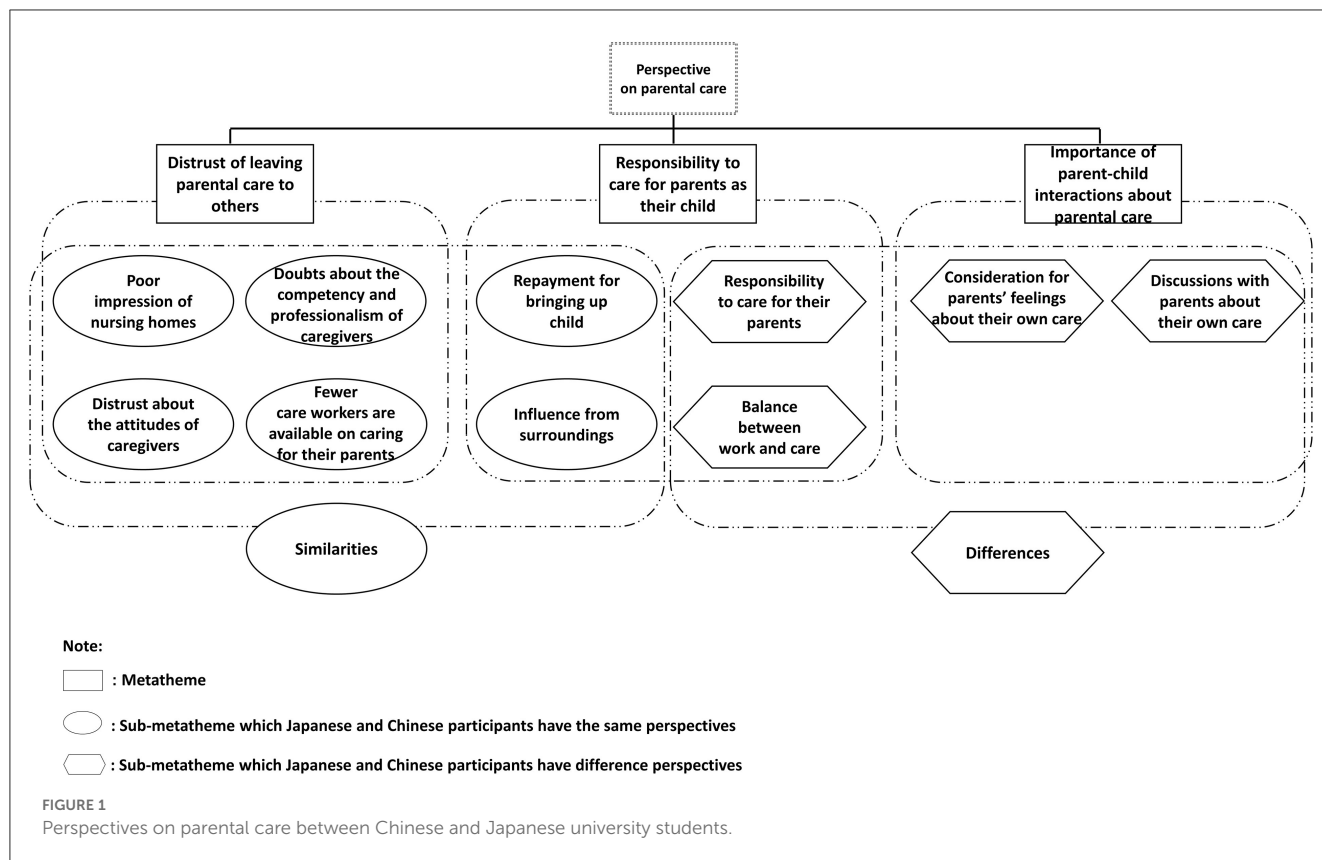 Perspective
on parental care
Distrust of leaving
parental care to
others
Responsibility to
care for parents as
their child
Importance of
parent-child
interactions about
parental care
Poor
impression of
nursing homes
Doubts about the
competency and
professionalism of
caregivers
Repayment for
bringing up
child
Responsibility
to care for their
parents
Consideration for
parents’ feelings
about their own care
Discussions with
parents about
their own care
Distrust about
the attitudes of
caregivers
Fewer
care workers are
available on caring
for their parents
Influence from
surroundings
Balance
between
work and care
Similarities
Differences
Note:
: Metatheme
: Sub-metatheme which Japanese and Chinese participants have the same perspectives
: Sub-metatheme which Japanese and Chinese participants have difference perspectives
FIGURE 1
Perspectives on parental care between Chinese and Japanese university students.